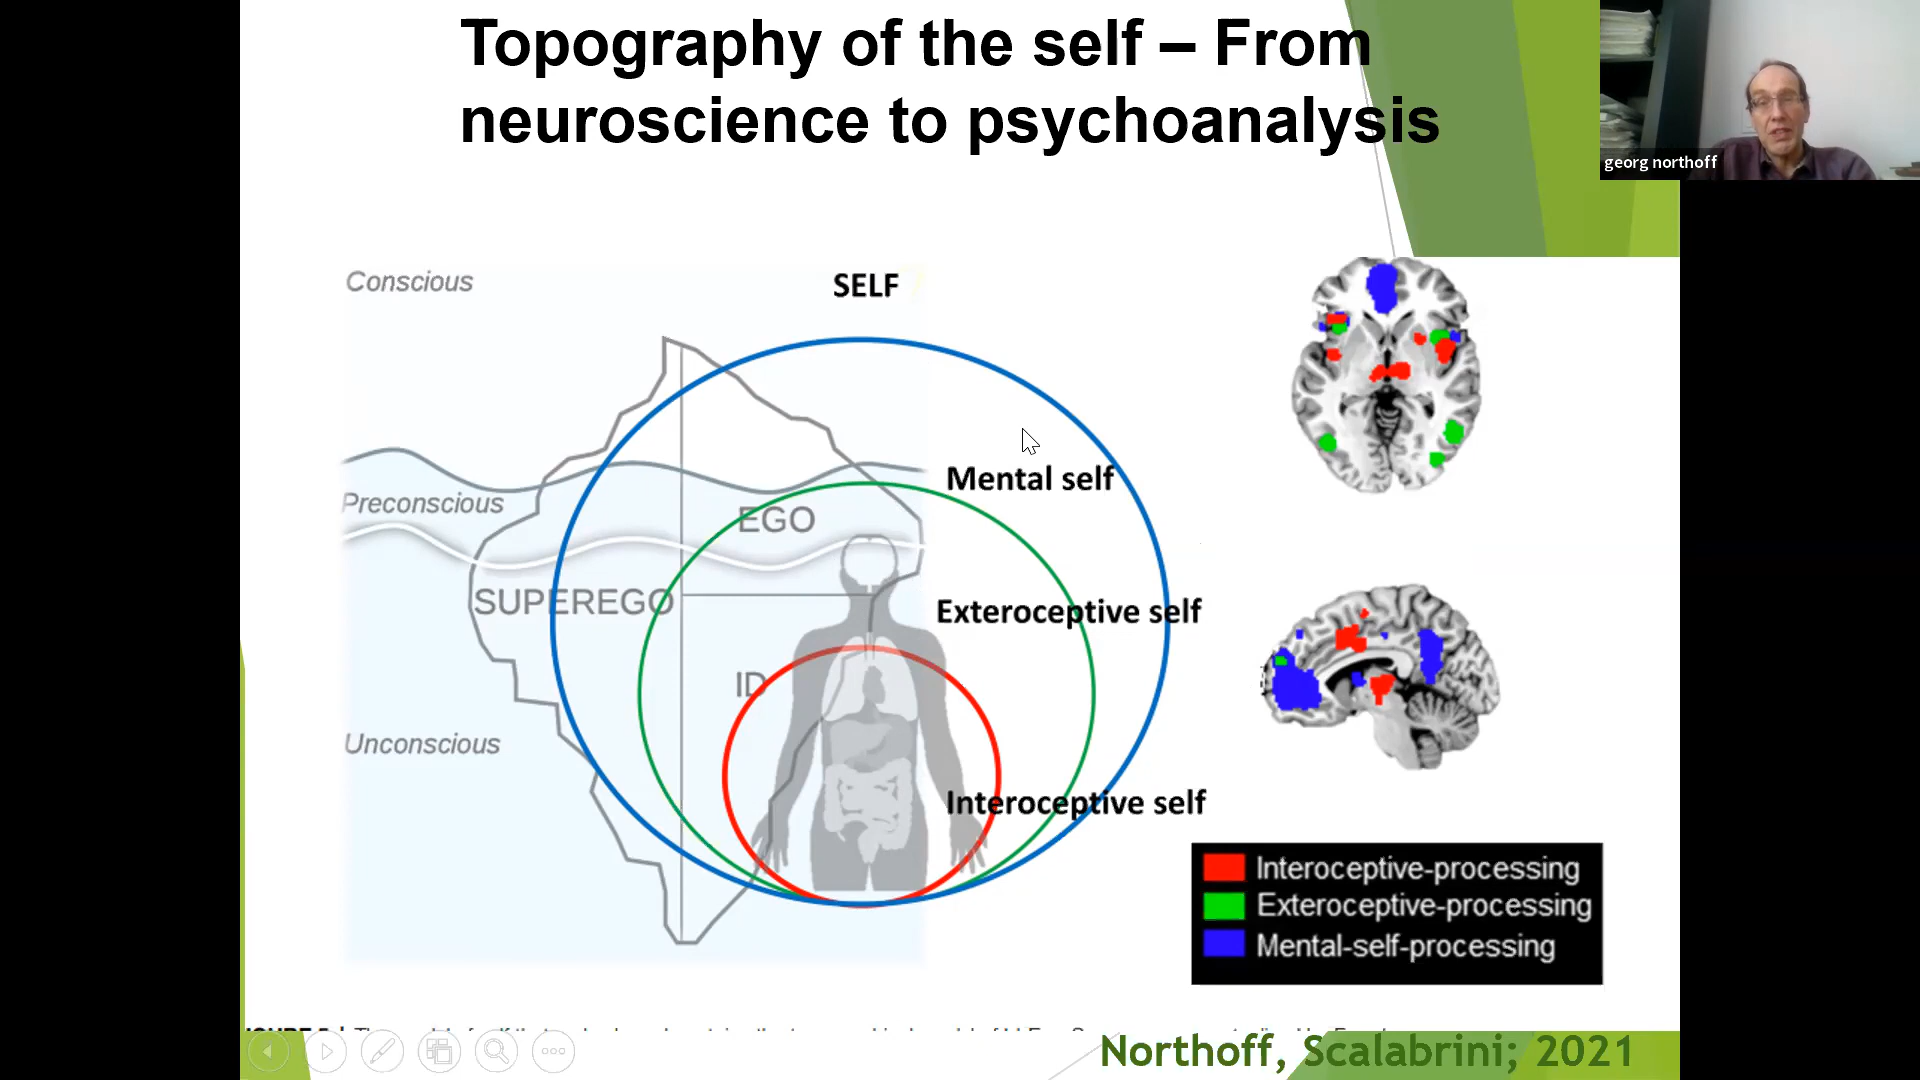 Topography of the self – From
neuroscience to psychoanalysis
georg northoff
Conscious
SELF
Mental self
Preconscious
EGO
SUPEREGO
Exteroceptive self
ID
Unconscious
Interoceptive self
Interoceptive-processing
Exteroceptive-processing
Mental-self-processing
Northoff, Scalabrini; 2021